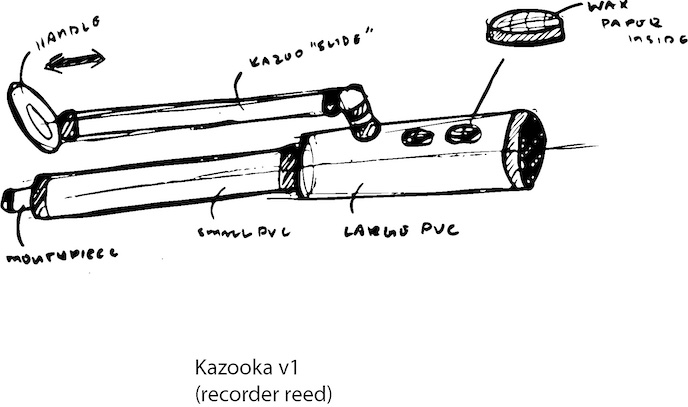 HANDLE
KAZOO "SLIDE"
WAX
PAPER
INSIDE
MOUTHPIECE
SMALL PVC
LARGE PVC
Kazooka v1
(recorder reed)